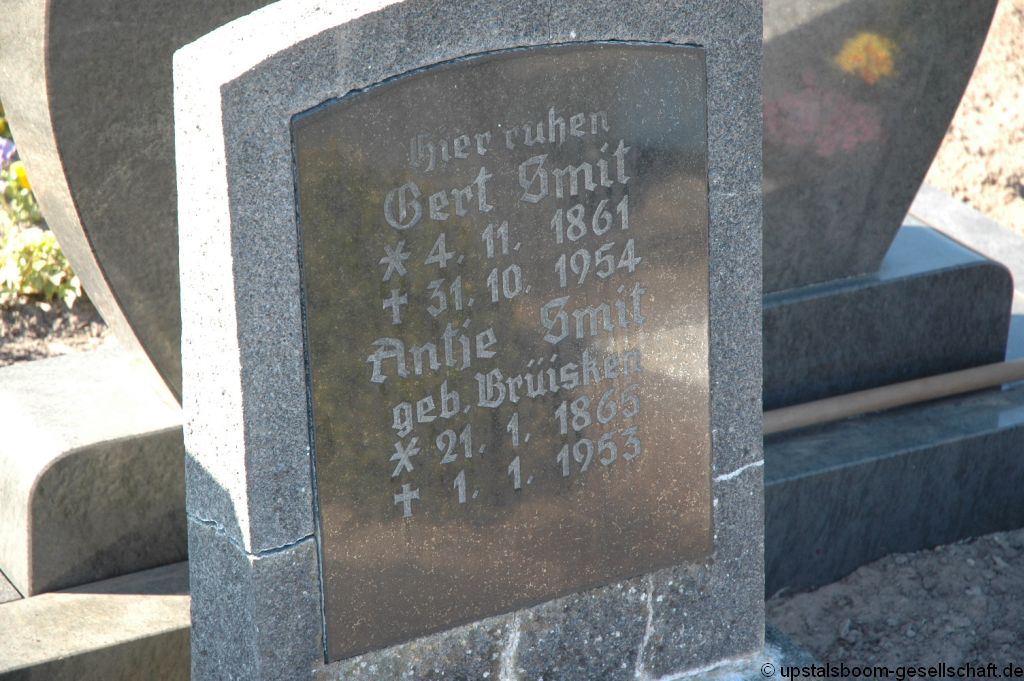 Hier ruhen
Gert Smit
* 4. 11. 1861
+ 31. 10. 1954
Antje Smit
geb. Brüisken
* 21. 1. 1865
+ 1. 1. 1953
© upstalsboom-gesellschaft.de